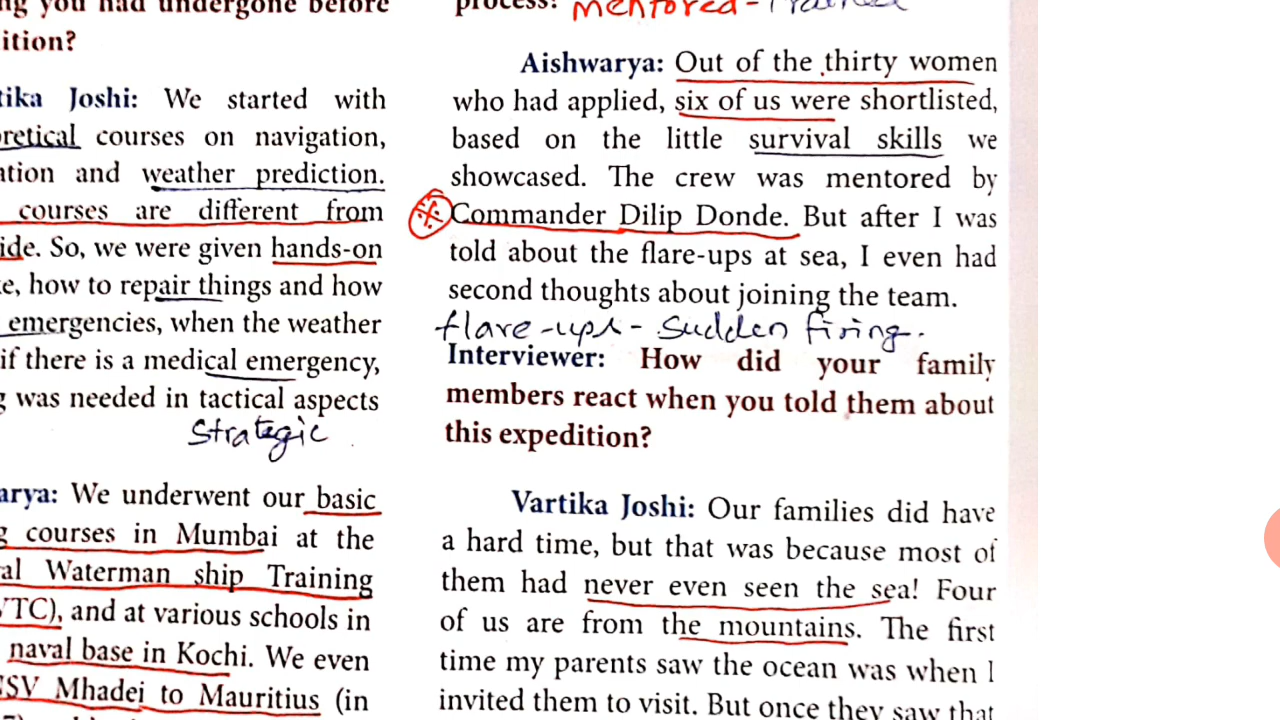 ng you had undergone before
ition?
tika Joshi: We started with
oretical courses on navigation,
ation and weather prediction.
courses are different from
ide. So, we were given hands-on
e, how to repair things and how
emergencies, when the weather
if there is a medical emergency,
g was needed in tactical aspects
Strategic
arya: We underwent our basic
g courses in Mumbai at the
al Waterman ship Training
VTC), and at various schools in
naval base in Kochi. We even
SV Mhadei to Mauritius (in
process? mentored - Trained
Aishwarya: Out of the thirty women
who had applied, six of us were shortlisted,
based on the little survival skills we
showcased. The crew was mentored by
Commander Dilip Donde. But after I was
told about the flare-ups at sea, I even had
second thoughts about joining the team.
flare-ups - Sudden firing.
Interviewer: How did your family
members react when you told them about
this expedition?
Vartika Joshi: Our families did have
a hard time, but that was because most of
them had never even seen the sea! Four
of us are from the mountains. The first
time my parents saw the ocean was when I
invited them to visit. But once they saw that